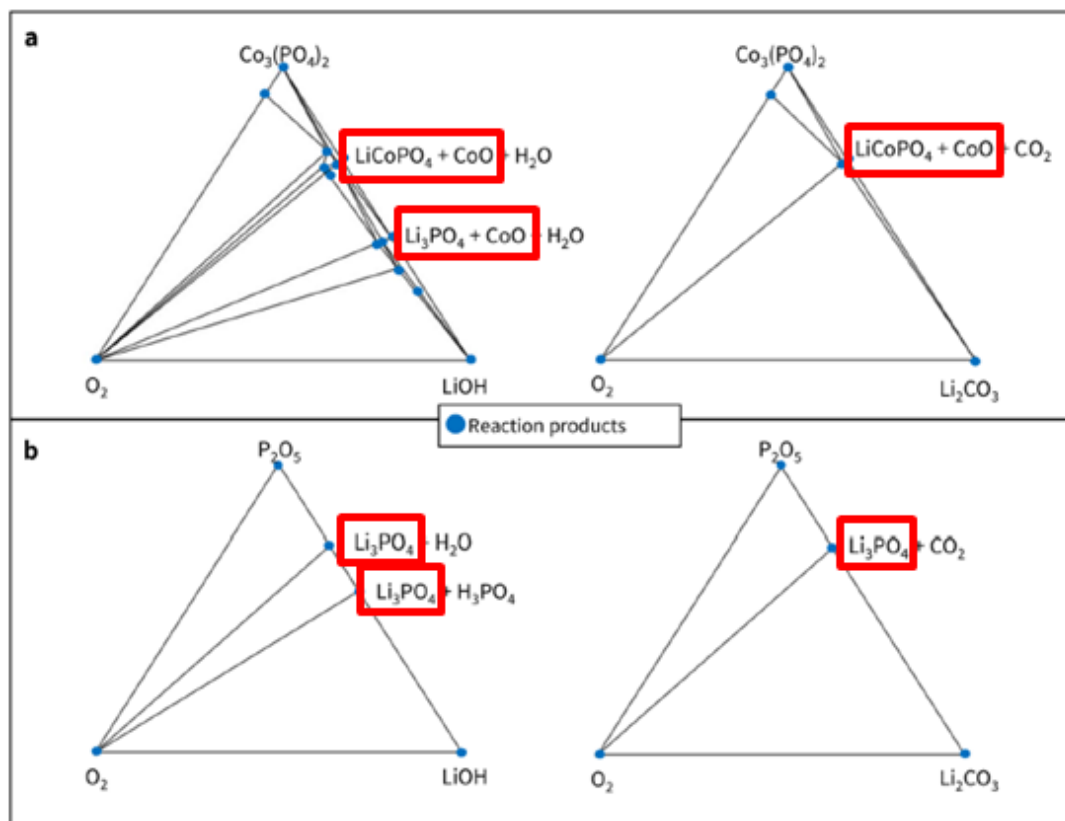 a
Co₃(PO₄)₂
LiCoPO₄ + CoO + H₂O
Li₃PO₄ + CoO + H₂O
O₂
LiOH
Co₃(PO₄)₂
LiCoPO₄ + CoO + CO₂
O₂
Li₂CO₃
Reaction products
b
P₂O₅
Li₃PO₄ H₂O
Li₃PO₄ + H₃PO₄
O₂
LiOH
P₂O₅
Li₃PO₄ + CO₂
O₂
Li₂CO₃